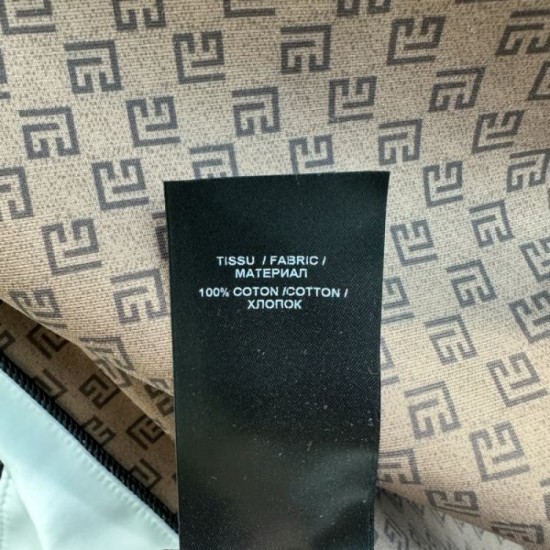 TISSU / FABRIC /
МАТЕРИАЛ
100% COTON /COTTON /
ХЛОПОК